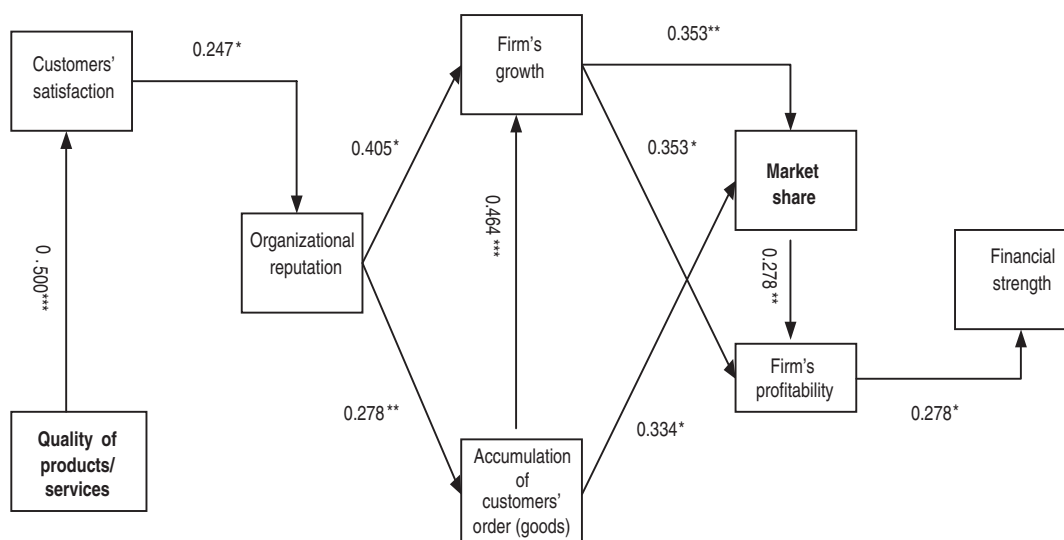 Customers'
satisfaction
0.247*
Firm's
growth
0.353**
0.405*
0.353*
Market
share
0.500***
Organizational
reputation
0.464***
0.278**
Financial
strength
Firm's
profitability
0.278*
0.278**
0.334*
Quality of
products/
services
Accumulation
of
customers'
order (goods)